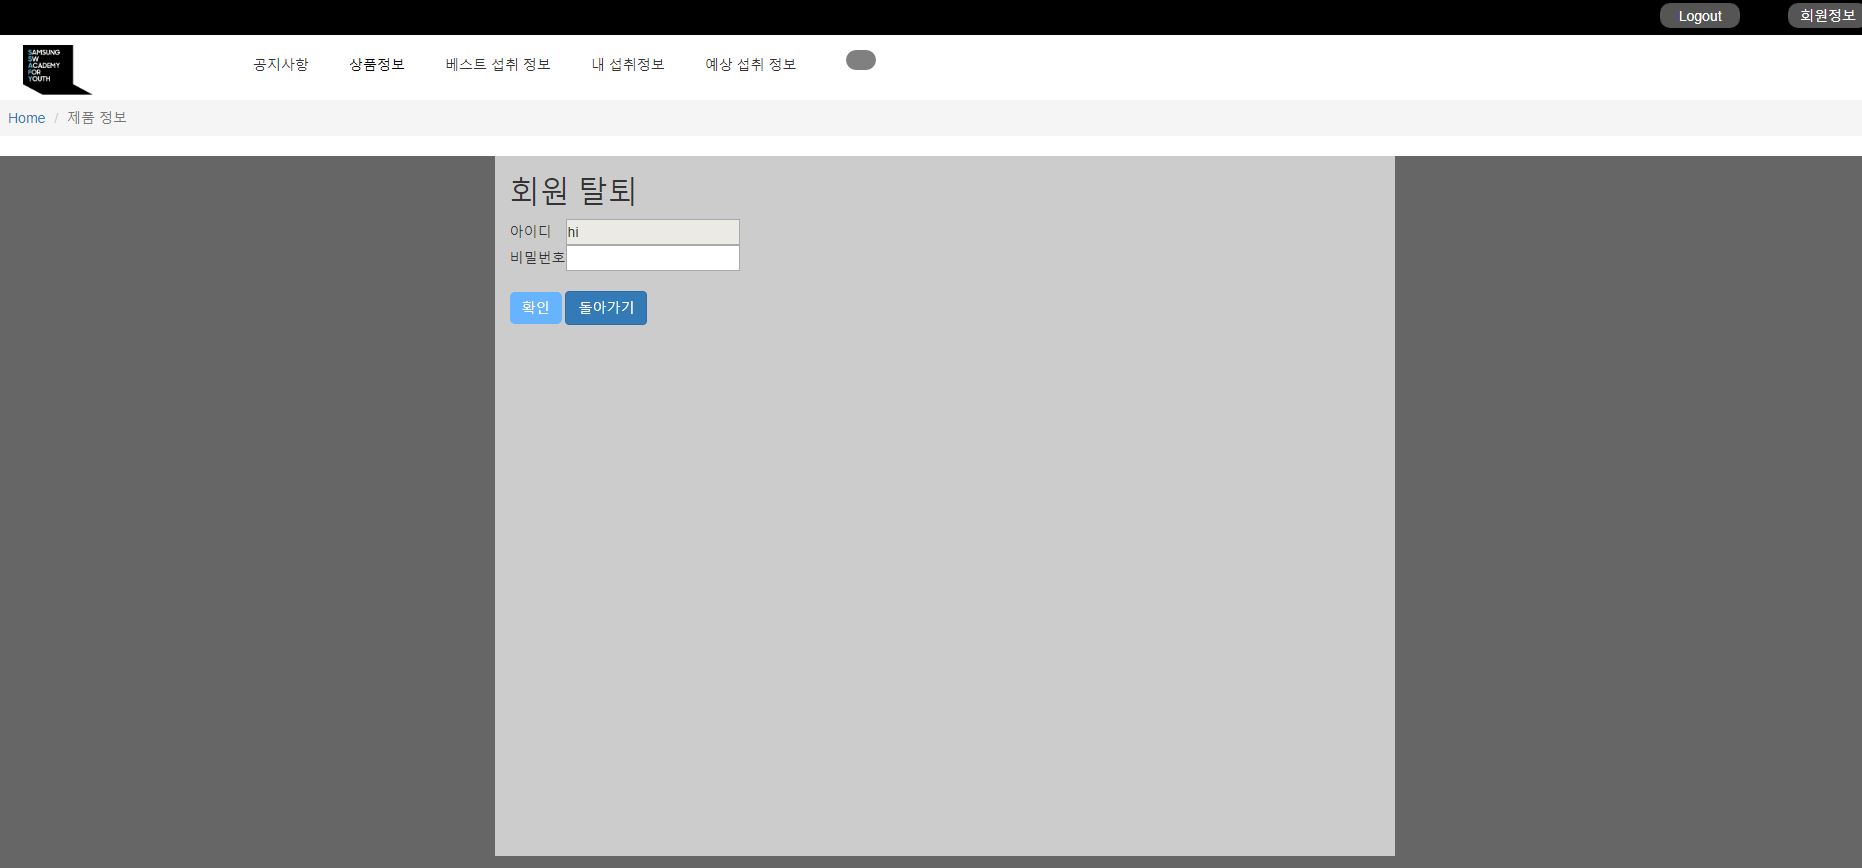 Logout 회원정보
SAMSUNG
SW
ACADEMY
FOR
YOUTH
공지사항 상품정보 베스트 섭취 정보 내 섭취정보 예상 섭취 정보
Home / 제품 정보
회원 탈퇴
아이디 hi
비밀번호
확인 돌아가기